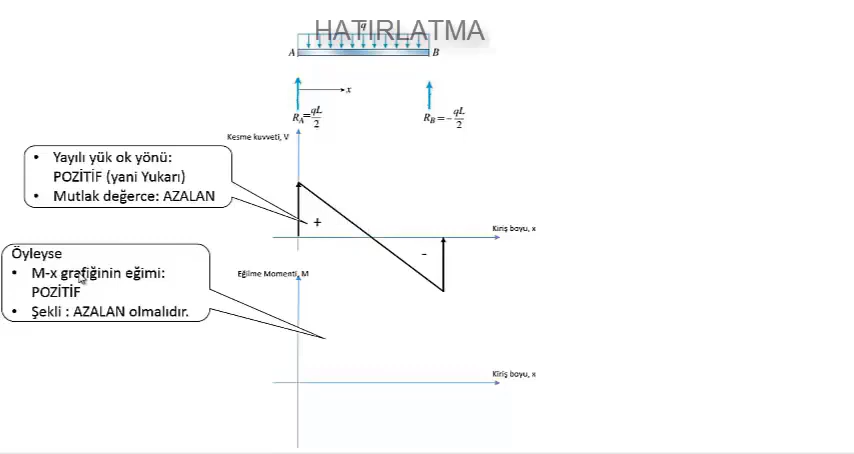 HATIRLATMA
q
A
B
x
R_A = qL/2
R_B = - qL/2
Kesme kuvveti, V
• Yayılı yük ok yönü:
POZİTİF (yani Yukarı)
• Mutlak değerce: AZALAN
+
Kiriş boyu, x
-
Öyleyse
• M-x grafiğinin eğimi:
POZİTİF
• Şekli : AZALAN olmalıdır.
Eğilme Momenti, M
Kiriş boyu, x